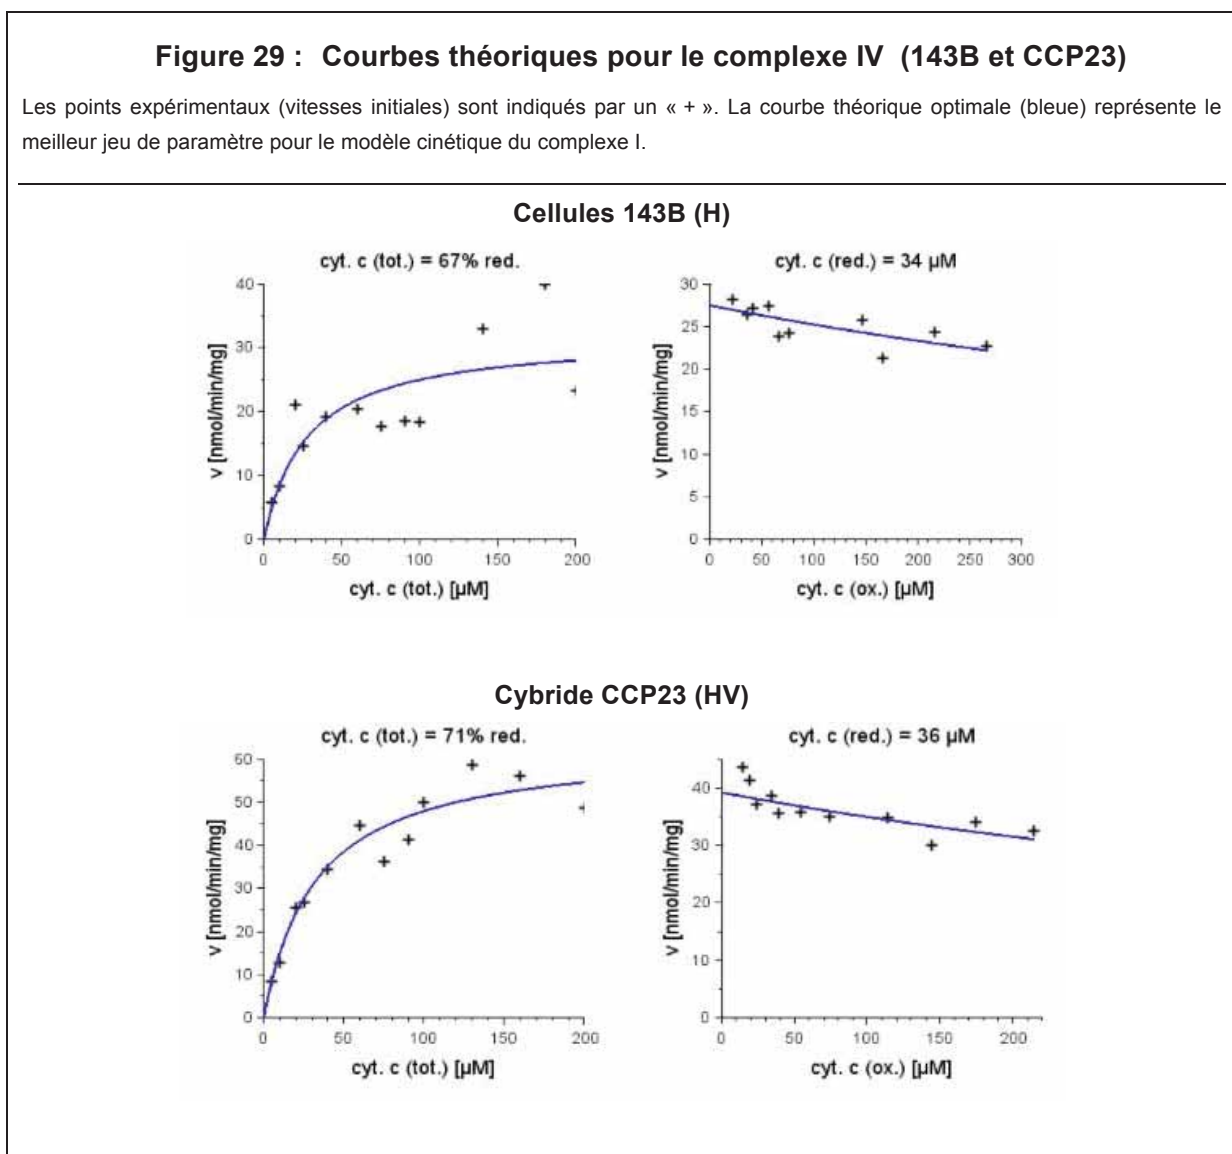 Figure 29 : Courbes théoriques pour le complexe IV (143B et CCP23)
Les points expérimentaux (vitesses initiales) sont indiqués par un « + ». La courbe théorique optimale (bleue) représente le
meilleur jeu de paramètre pour le modèle cinétique du complexe I.
Cellules 143B (H)
cyt. c (tot.) = 67% red.
40
30
20
10
0
v [nmol/min/mg]
0 50 100 150 200
cyt. c (tot.) [µM]
cyt. c (red.) = 34 µM
30
25
20
15
10
5
0
v [nmol/min/mg]
0 50 100 150 200 250 300
cyt. c (ox.) [µM]
Cybride CCP23 (HV)
cyt. c (tot.) = 71% red.
60
50
40
30
20
10
0
v [nmol/min/mg]
0 50 100 150 200
cyt. c (tot.) [µM]
cyt. c (red.) = 36 µM
40
30
20
10
0
v [nmol/min/mg]
0 50 100 150 200
cyt. c (ox.) [µM]